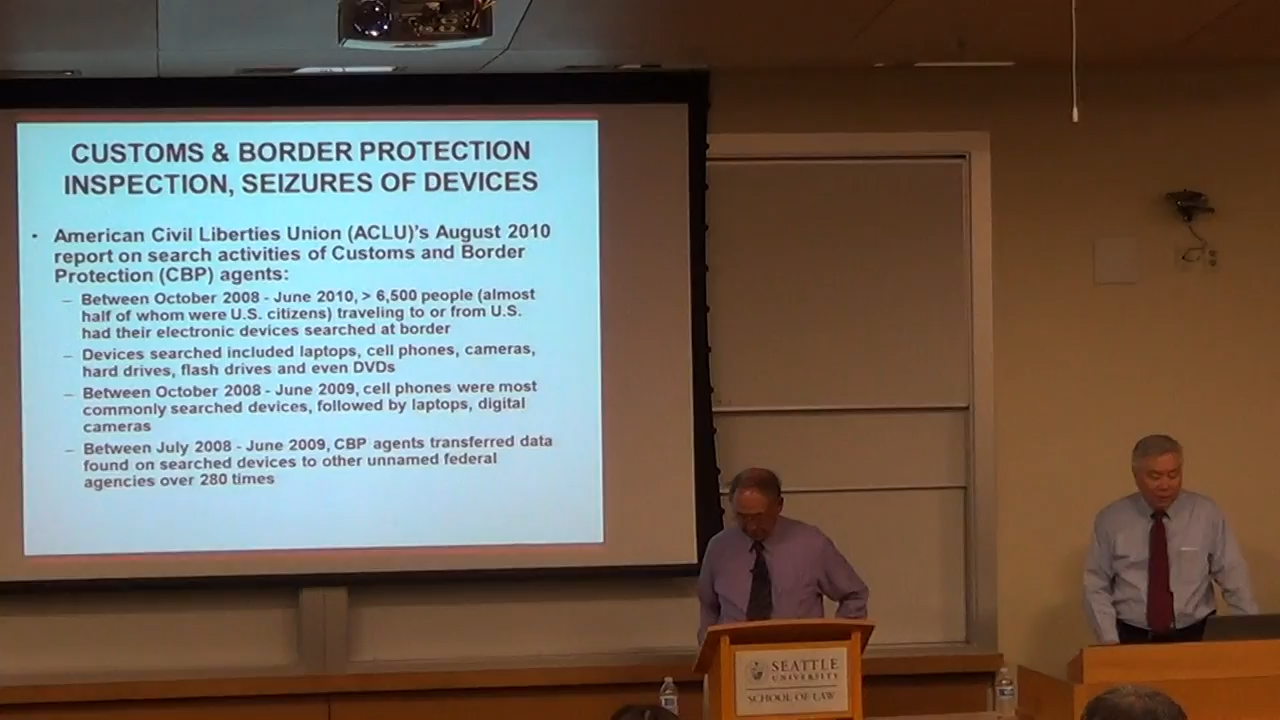 CUSTOMS & BORDER PROTECTION
INSPECTION, SEIZURES OF DEVICES
• American Civil Liberties Union (ACLU)'s August 2010
report on search activities of Customs and Border
Protection (CBP) agents:
– Between October 2008 - June 2010, > 6,500 people (almost
half of whom were U.S. citizens) traveling to or from U.S.
had their electronic devices searched at border
– Devices searched included laptops, cell phones, cameras,
hard drives, flash drives and even DVDs
– Between October 2008 - June 2009, cell phones were most
commonly searched devices, followed by laptops, digital
cameras
– Between July 2008 - June 2009, CBP agents transferred data
found on searched devices to other unnamed federal
agencies over 280 times
SEATTLE
UNIVERSITY
SCHOOL OF LAW